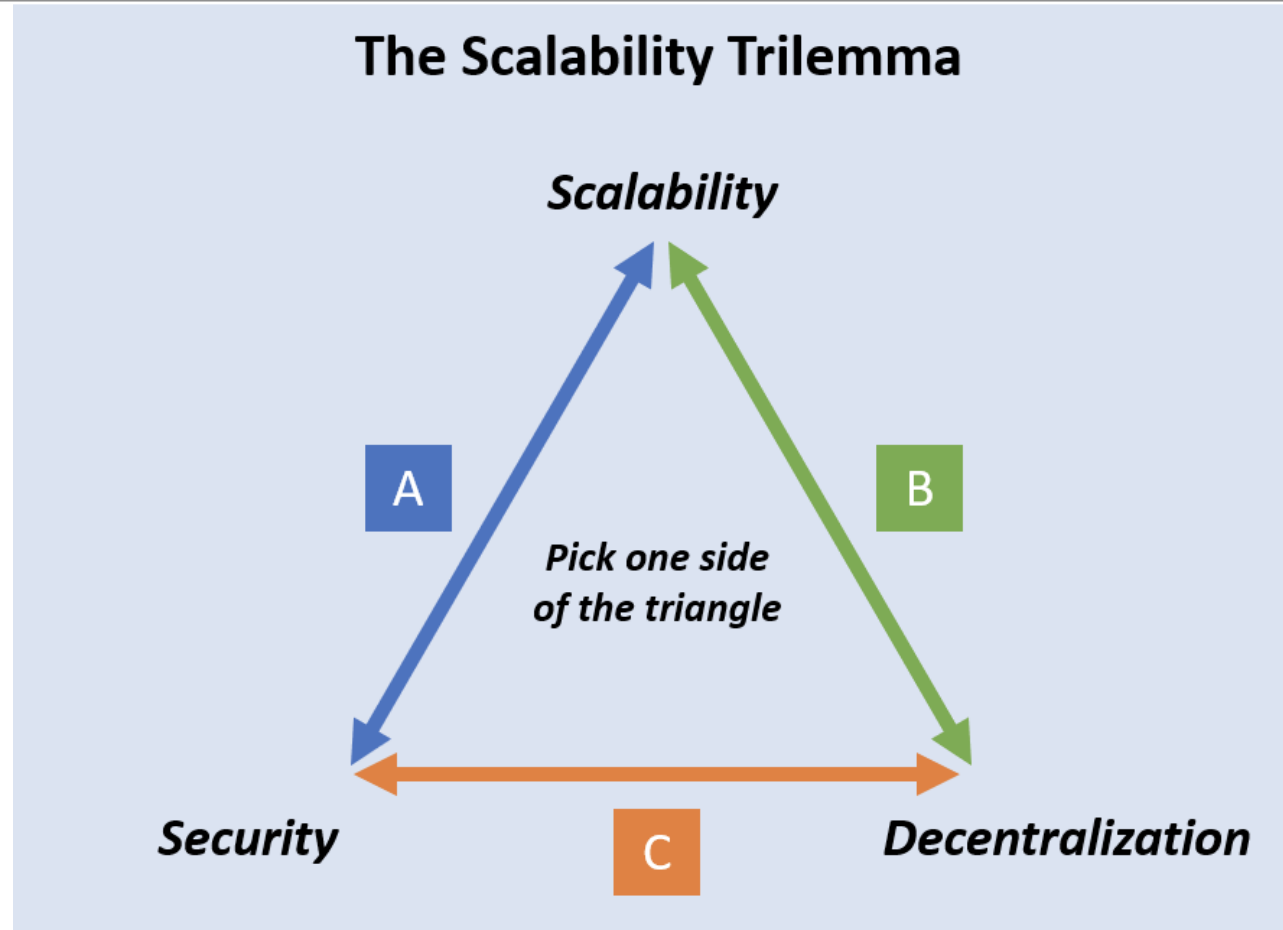 The Scalability Trilemma
Scalability
A
B
Pick one side
of the triangle
Security
C
Decentralization